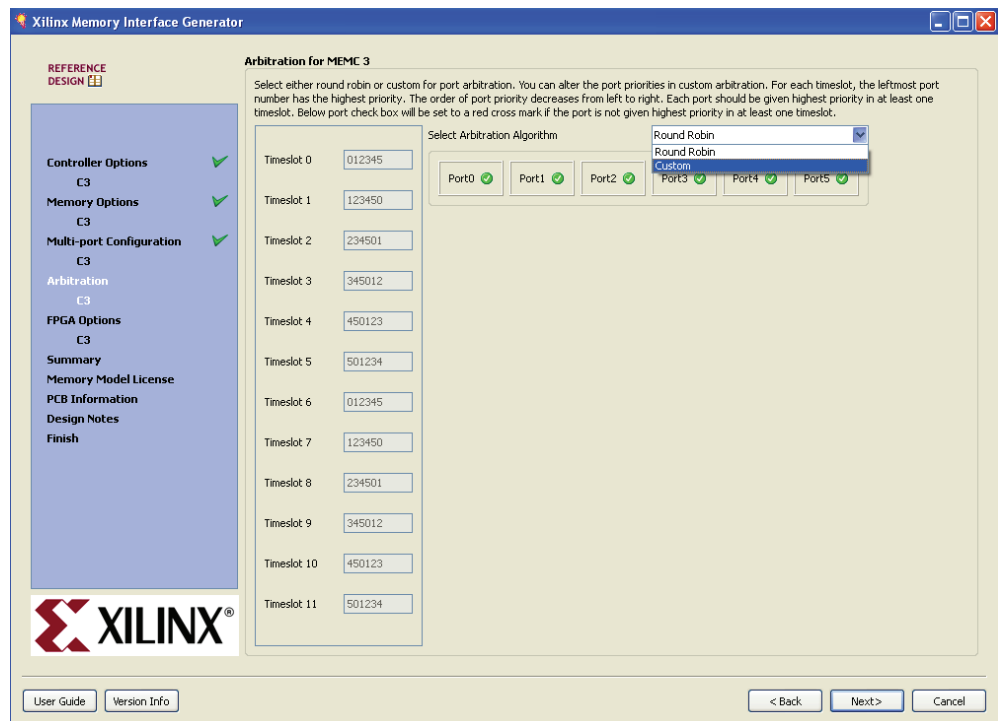 Xilinx Memory Interface Generator
REFERENCE
DESIGN
Controller Options
C3
Memory Options
C3
Multi-port Configuration
C3
Arbitration
C3
FPGA Options
C3
Summary
Memory Model License
PCB Information
Design Notes
Finish
XILINX®
Arbitration for MEMC 3
Select either round robin or custom for port arbitration. You can alter the port priorities in custom arbitration. For each timeslot, the leftmost port
number has the highest priority. The order of port priority decreases from left to right. Each port should be given highest priority in at least one
timeslot. Below port check box will be set to a red cross mark if the port is not given highest priority in at least one timeslot.
Timeslot 0 012345
Timeslot 1 123450
Timeslot 2 234501
Timeslot 3 345012
Timeslot 4 450123
Timeslot 5 501234
Timeslot 6 012345
Timeslot 7 123450
Timeslot 8 234501
Timeslot 9 345012
Timeslot 10 450123
Timeslot 11 501234
Select Arbitration Algorithm Round Robin
Round Robin
Custom
Port0 Port1 Port2 Port3 Port4 Port5
User Guide Version Info < Back Next> Cancel